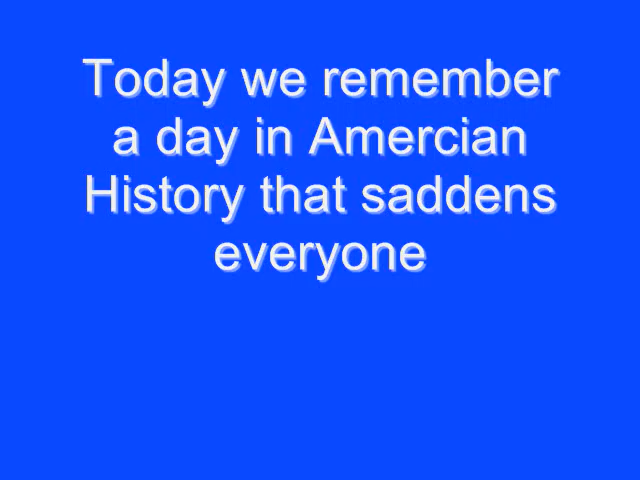 Today we remember
a day in Amercian
History that saddens
everyone